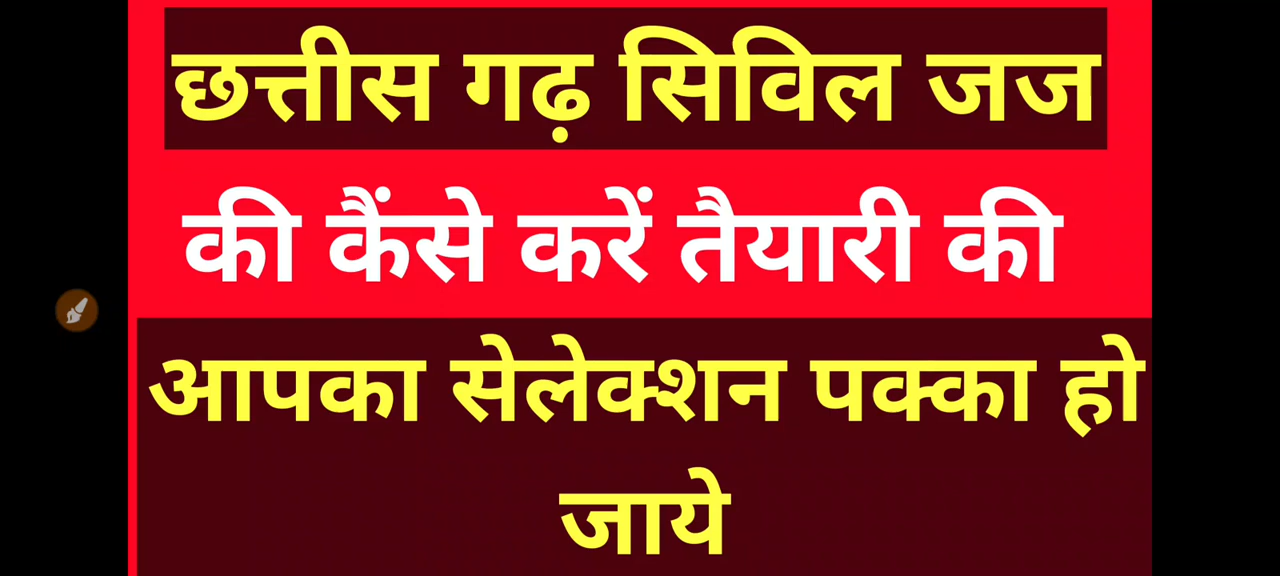 छत्तीस गढ़ सिविल जज
की कैंसे करें तैयारी की
आपका सेलेक्शन पक्का हो
जाये